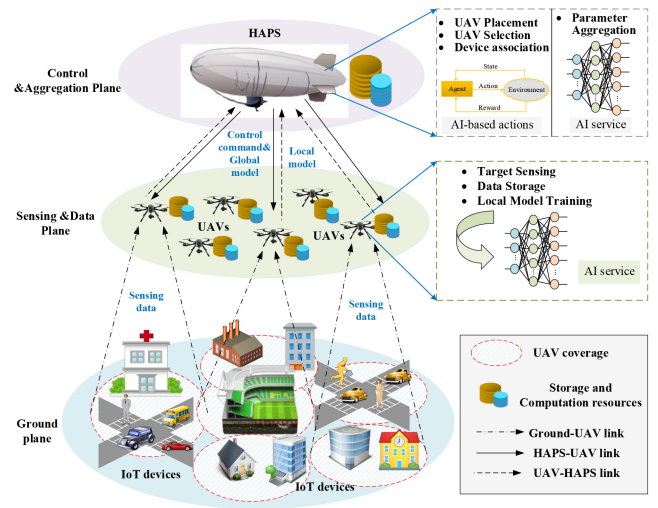 HAPS
Control
&Aggregation Plane
Control
command&
Global
model
Local
model
• UAV Placement
• UAV Selection
• Device association
State
Agent
Action
Environment
Reward
AI-based actions
• Parameter
Aggregation
AI service
Sensing &Data
Plane
UAVs
UAVs
• Target Sensing
• Data Storage
• Local Model Training
AI service
Sensing
data
Sensing
data
Ground
plane
IoT devices
IoT devices
UAV coverage
Storage and
Computation resources
Ground-UAV link
HAPS-UAV link
UAV-HAPS link